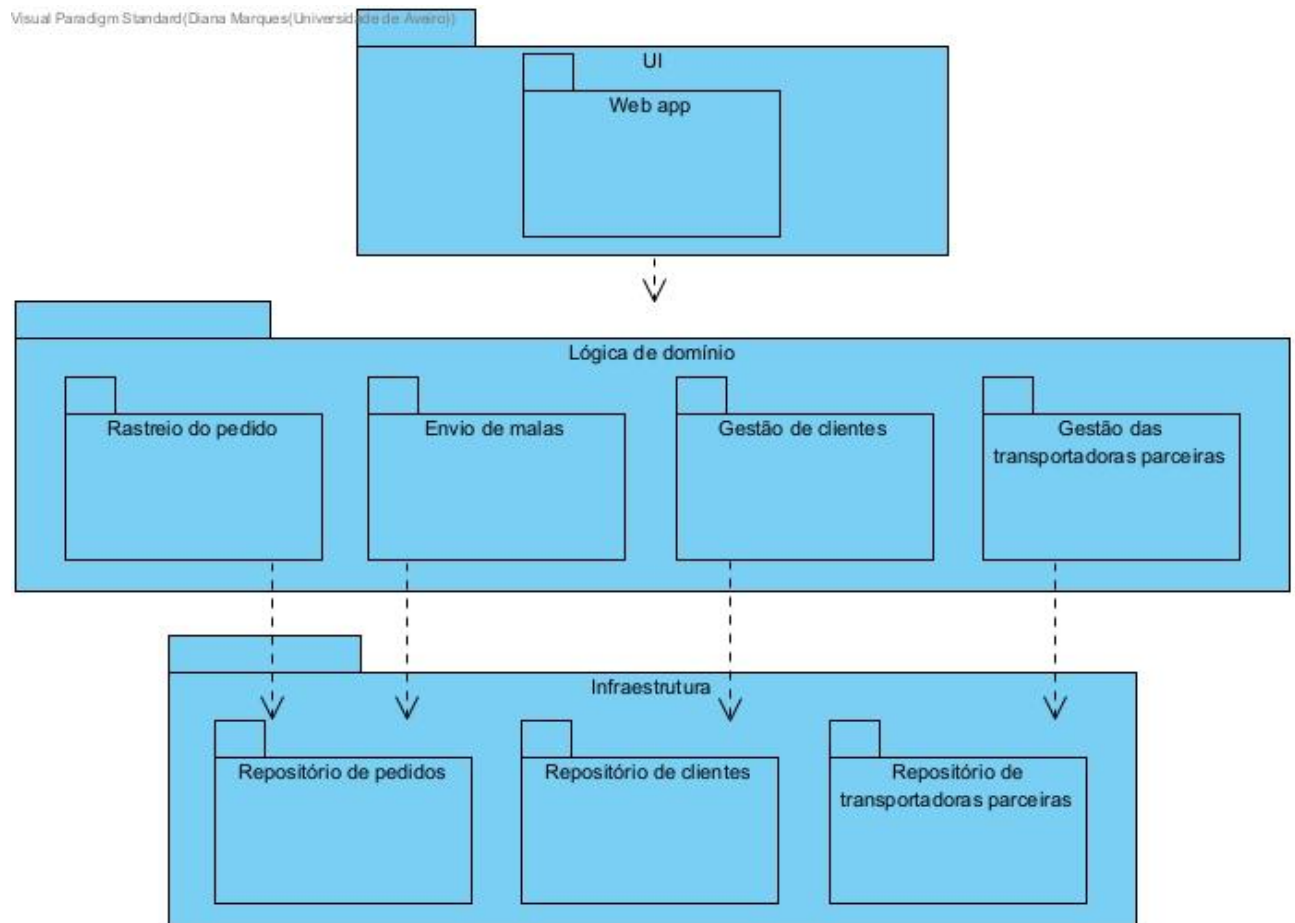 Visual Paradigm Standard(Diana Marques(Universidade de Aveiro))
UI
Web app
Lógica de domínio
Rastreio do pedido
Envio de malas
Gestão de clientes
Gestão das
transportadoras parceiras
Infraestrutura
Repositório de pedidos
Repositório de clientes
Repositório de
transportadoras parceiras